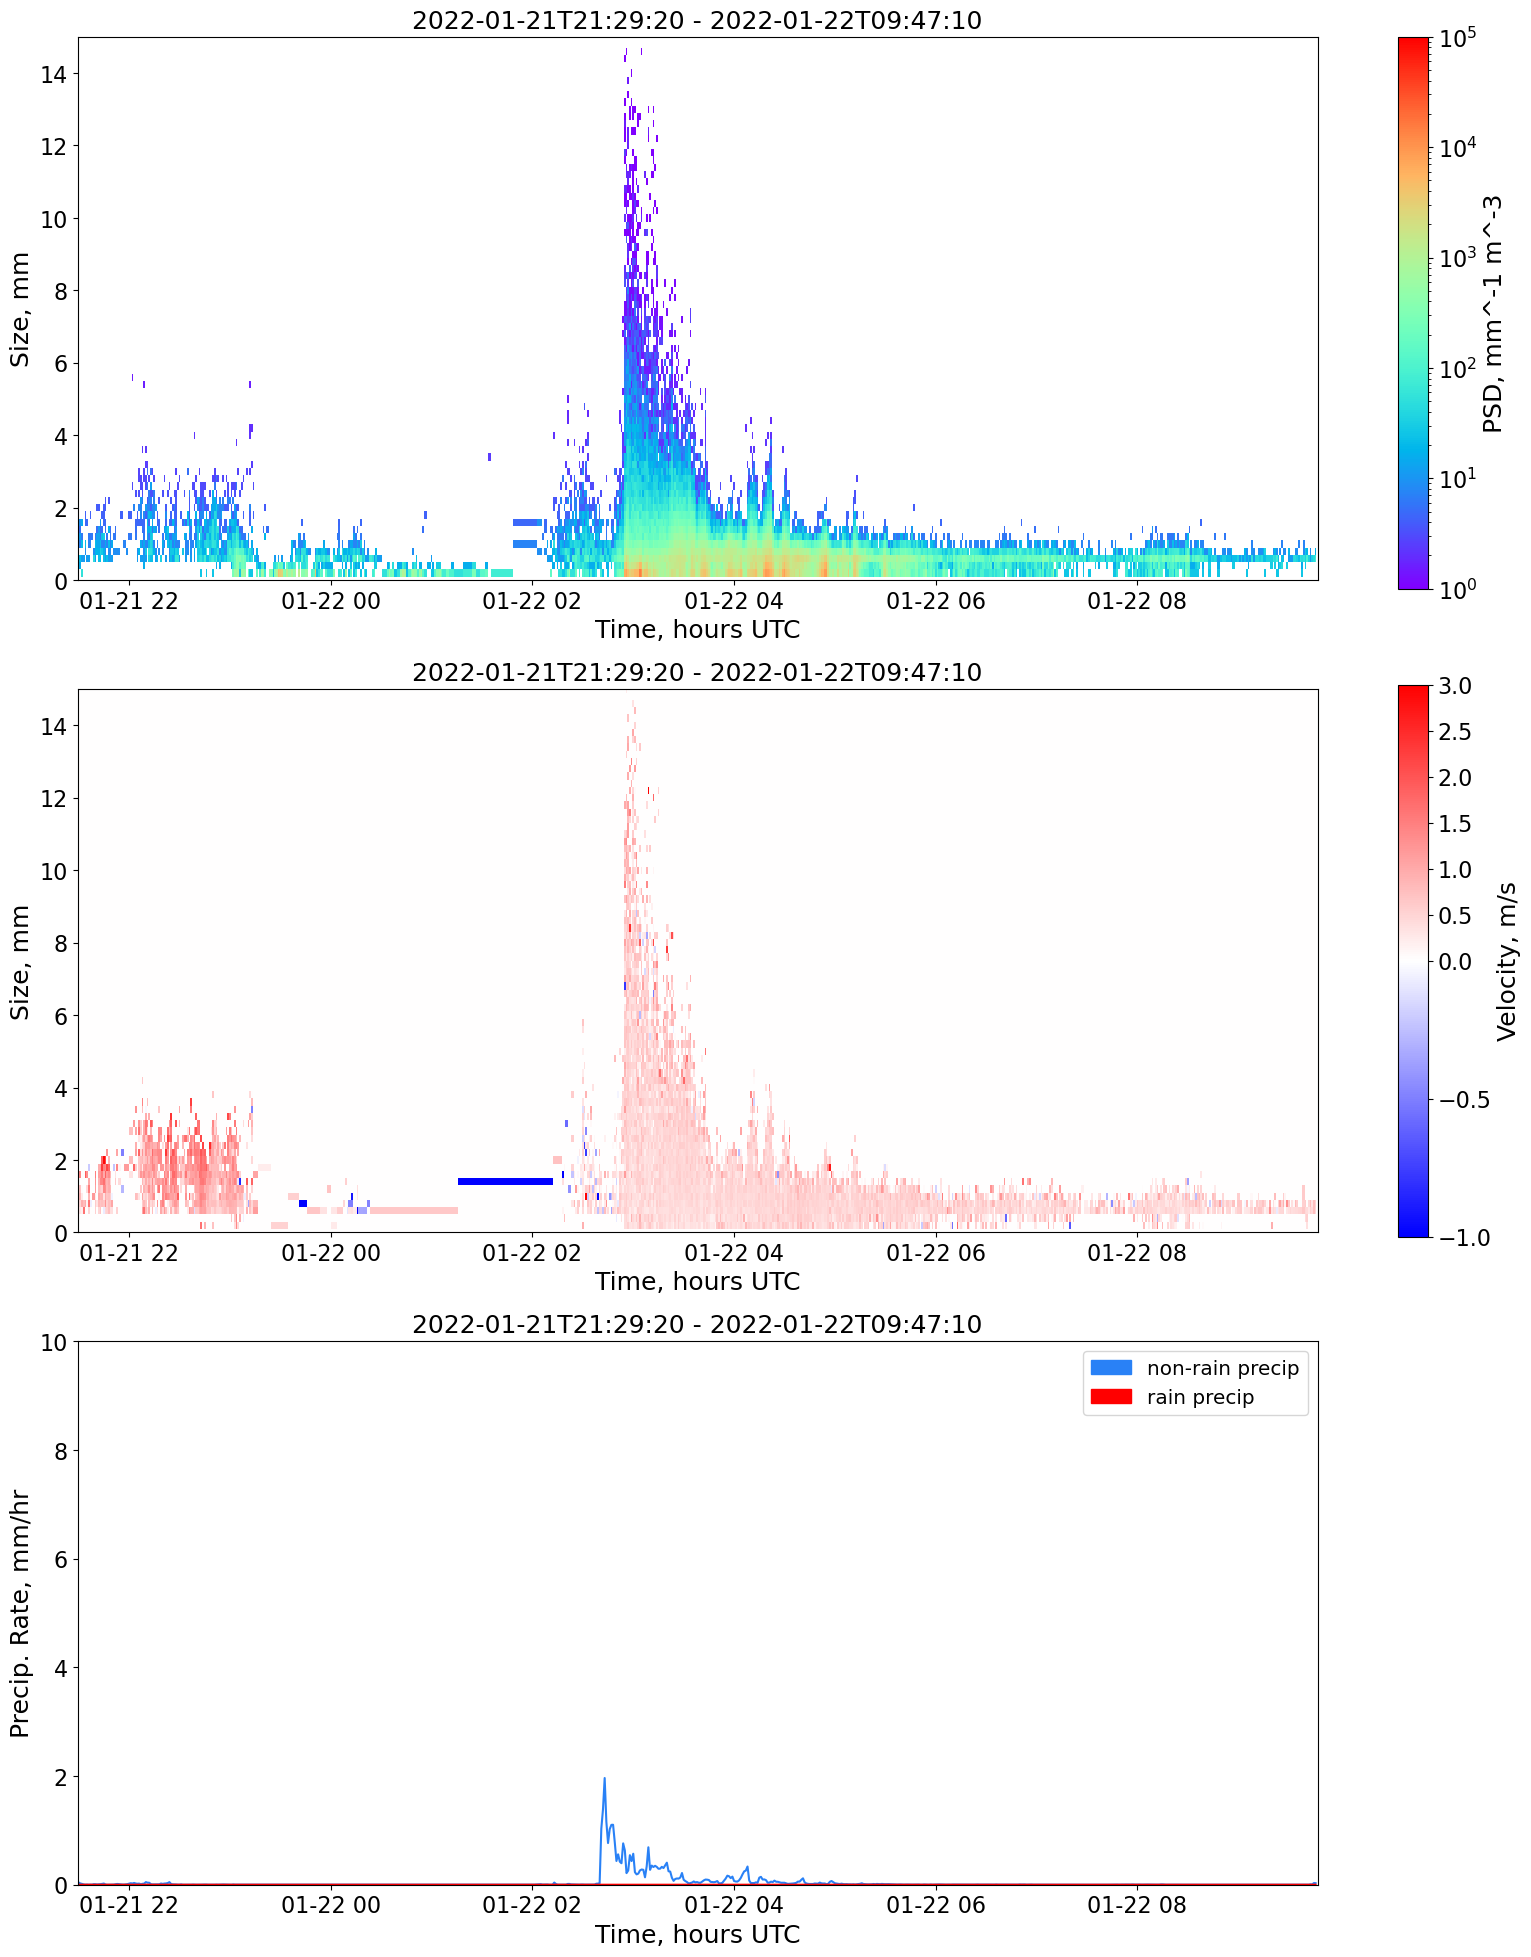 2022-01-21T21:29:20 - 2022-01-22T09:47:10
14
12
10
8
6
4
2
0
Size, mm
01-21 22 01-22 00 01-22 02 01-22 04 01-22 06 01-22 08
Time, hours UTC
10^5
10^4
10^3
10^2
10^1
10^0
PSD, mm^-1 m^-3
2022-01-21T21:29:20 - 2022-01-22T09:47:10
14
12
10
8
6
4
2
0
Size, mm
01-21 22 01-22 00 01-22 02 01-22 04 01-22 06 01-22 08
Time, hours UTC
3.0
2.5
2.0
1.5
1.0
0.5
0.0
−0.5
−1.0
Velocity, m/s
2022-01-21T21:29:20 - 2022-01-22T09:47:10
10
8
6
4
2
0
Precip. Rate, mm/hr
non-rain precip
rain precip
01-21 22 01-22 00 01-22 02 01-22 04 01-22 06 01-22 08
Time, hours UTC